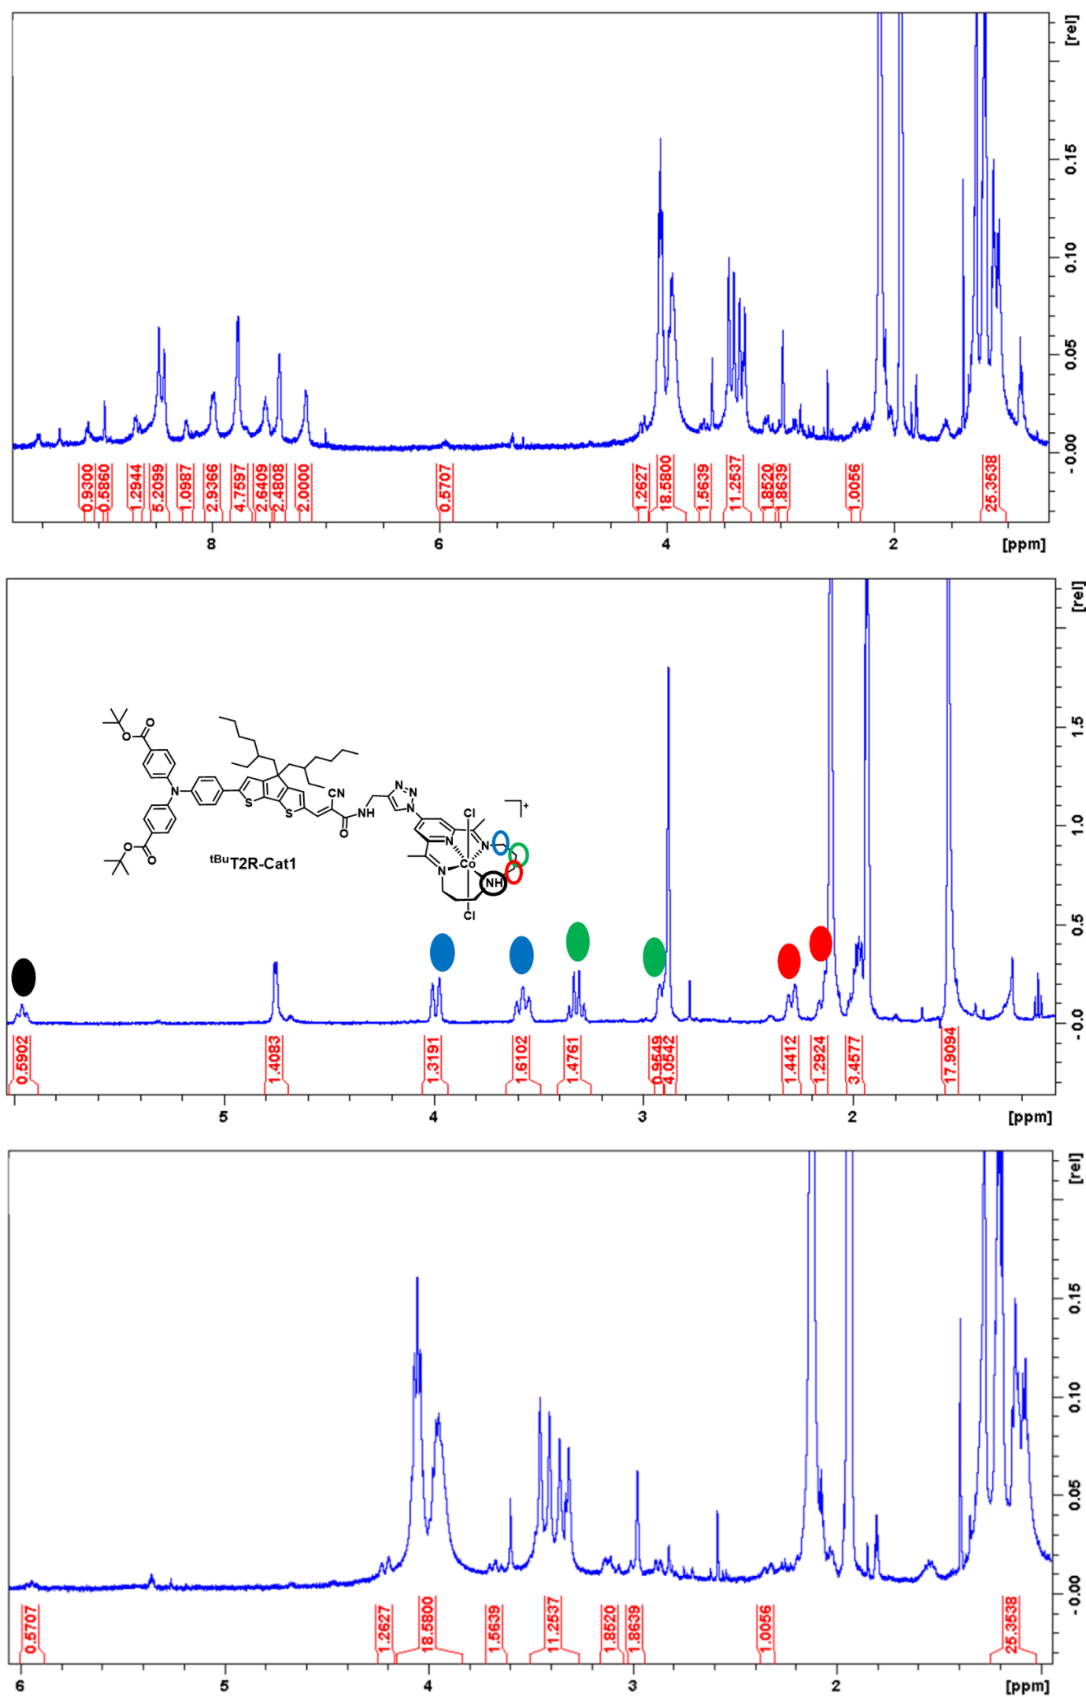 [rel]
0.15
0.10
0.05
-0.00
0.9300
0.5860
1.2944
5.2099
1.0987
2.9366
4.7597
2.6409
2.4808
2.0000
0.5707
1.2627
18.5800
1.5639
11.2537
1.8520
1.8639
1.0056
25.3538
8
6
4
2
[ppm]
[rel]
1.5
1.0
0.5
-0.0
O
O
N
O
O
S
S
CN
O
NH
N
N
N
Cl
N
N
N
Co
NH
Cl
+
tBuT2R-Cat1
0.5902
1.4083
1.3191
1.6102
1.4761
0.9549
4.0542
1.4412
1.2924
3.4577
17.9094
5
4
3
2
[ppm]
[rel]
0.15
0.10
0.05
-0.00
0.5707
1.2627
18.5800
1.5639
11.2537
1.8520
1.8639
1.0056
25.3538
6
5
4
3
2
[ppm]